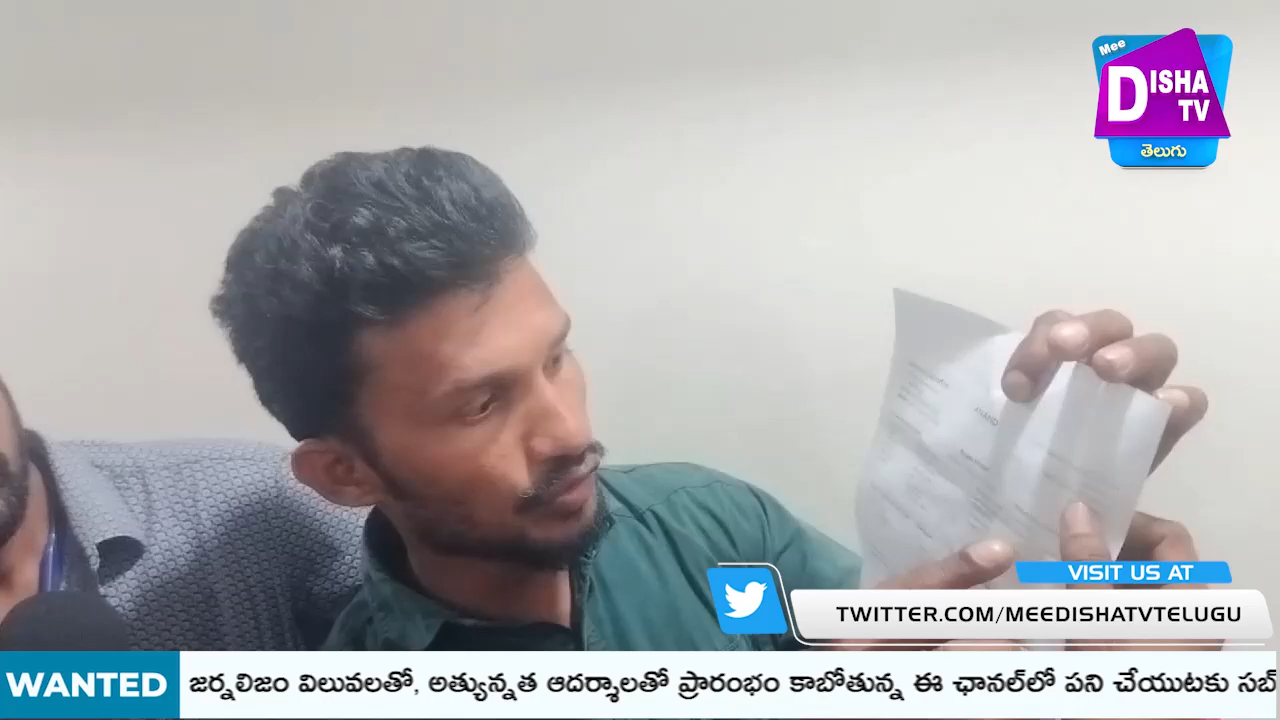 Mee
DISHA
TV
తెలుగు
VISIT US AT
TWITTER.COM/MEEDISHATVTELUGU
WANTED
జర్నలిజం విలువలతో, అత్యున్నత ఆదర్శాలతో ప్రారంభం కాబోతున్న ఈ ఛానల్‌లో పని చేయుటకు సబ్